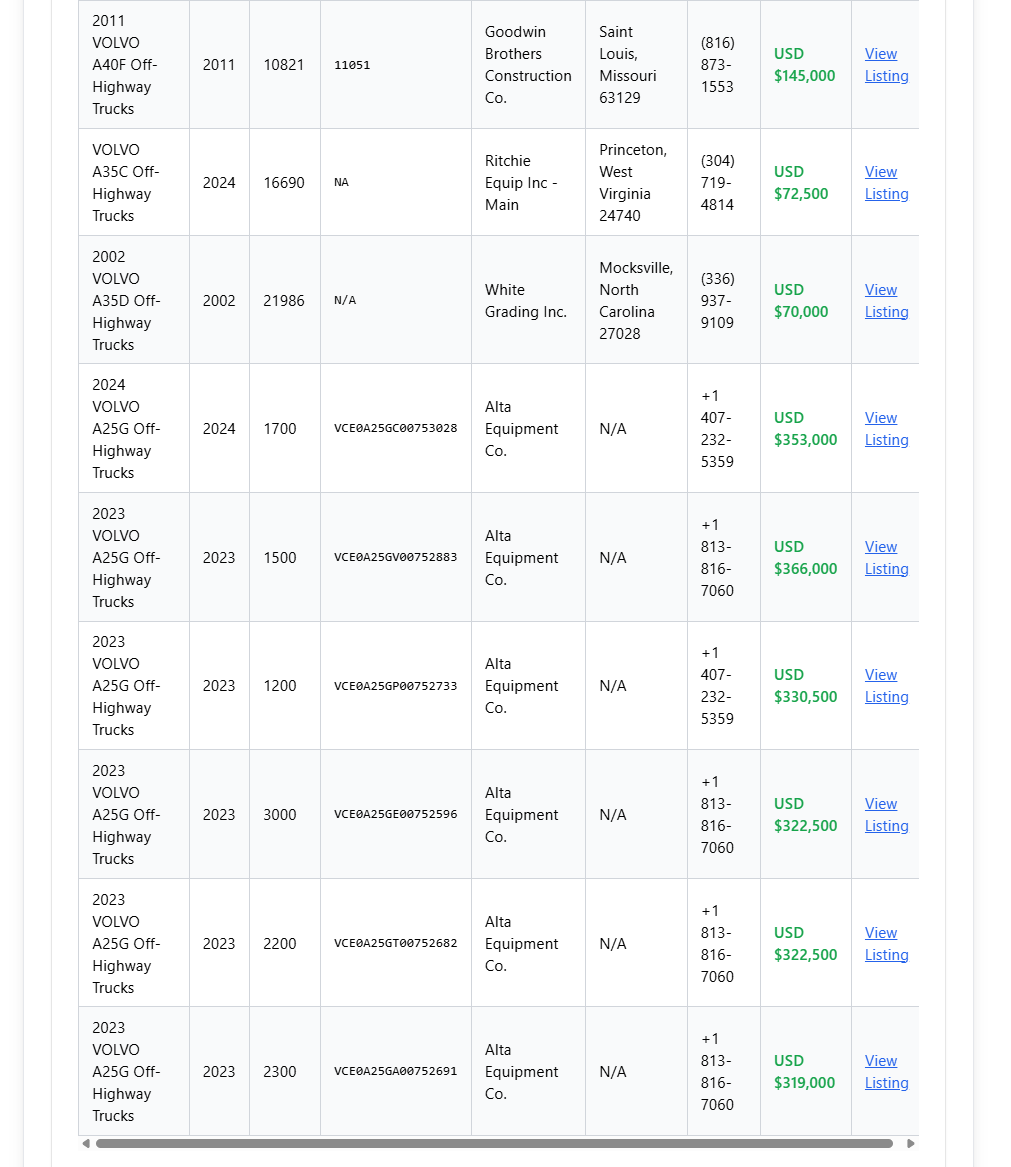 2011 VOLVO A40F Off-Highway Trucks 2011 10821 11051 Goodwin Brothers Construction Co. Saint Louis, Missouri 63129 (816) 873-1553 USD $145,000 View Listing
VOLVO A35C Off-Highway Trucks 2024 16690 NA Ritchie Equip Inc - Main Princeton, West Virginia 24740 (304) 719-4814 USD $72,500 View Listing
2002 VOLVO A35D Off-Highway Trucks 2002 21986 N/A White Grading Inc. Mocksville, North Carolina 27028 (336) 937-9109 USD $70,000 View Listing
2024 VOLVO A25G Off-Highway Trucks 2024 1700 VCE0A25GC00753028 Alta Equipment Co. N/A +1 407-232-5359 USD $353,000 View Listing
2023 VOLVO A25G Off-Highway Trucks 2023 1500 VCE0A25GV00752883 Alta Equipment Co. N/A +1 813-816-7060 USD $366,000 View Listing
2023 VOLVO A25G Off-Highway Trucks 2023 1200 VCE0A25GP00752733 Alta Equipment Co. N/A +1 407-232-5359 USD $330,500 View Listing
2023 VOLVO A25G Off-Highway Trucks 2023 3000 VCE0A25GE00752596 Alta Equipment Co. N/A +1 813-816-7060 USD $322,500 View Listing
2023 VOLVO A25G Off-Highway Trucks 2023 2200 VCE0A25GT00752682 Alta Equipment Co. N/A +1 813-816-7060 USD $322,500 View Listing
2023 VOLVO A25G Off-Highway Trucks 2023 2300 VCE0A25GA00752691 Alta Equipment Co. N/A +1 813-816-7060 USD $319,000 View Listing